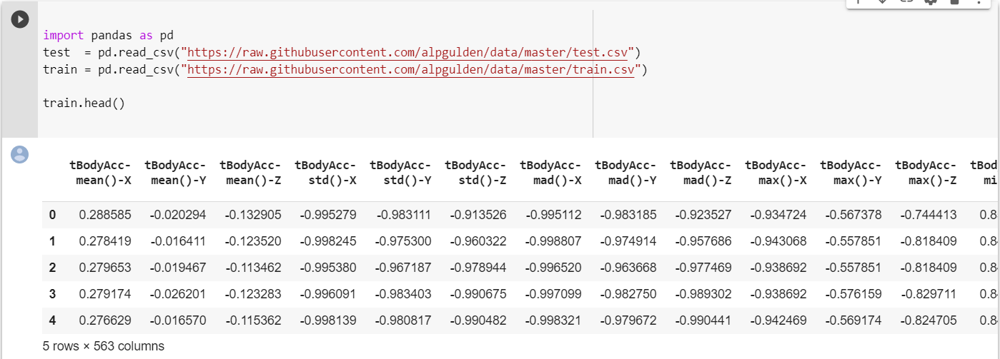 import pandas as pd
test  = pd.read_csv("https://raw.githubusercontent.com/alpgulden/data/master/test.csv")
train = pd.read_csv("https://raw.githubusercontent.com/alpgulden/data/master/train.csv")
train.head()
tBodyAcc- tBodyAcc- tBodyAcc- tBodyAcc- tBodyAcc- tBodyAcc- tBodyAcc- tBodyAcc- tBodyAcc- tBodyAcc- tBodyAcc- tBodyAcc- tBod
mean()-X mean()-Y mean()-Z std()-X std()-Y std()-Z mad()-X mad()-Y mad()-Z max()-X max()-Y max()-Z mi
0 0.288585 -0.020294 -0.132905 -0.995279 -0.983111 -0.913526 -0.995112 -0.983185 -0.923527 -0.934724 -0.567378 -0.744413 0.8
1 0.278419 -0.016411 -0.123520 -0.998245 -0.975300 -0.960322 -0.998807 -0.974914 -0.957686 -0.943068 -0.557851 -0.818409 0.8
2 0.279653 -0.019467 -0.113462 -0.995380 -0.967187 -0.978944 -0.996520 -0.963668 -0.977469 -0.938692 -0.557851 -0.818409 0.8
3 0.279174 -0.026201 -0.123283 -0.996091 -0.983403 -0.990675 -0.997099 -0.982750 -0.989302 -0.938692 -0.576159 -0.829711 0.8
4 0.276629 -0.016570 -0.115362 -0.998139 -0.980817 -0.990482 -0.998321 -0.979672 -0.990441 -0.942469 -0.569174 -0.824705 0.8
5 rows × 563 columns